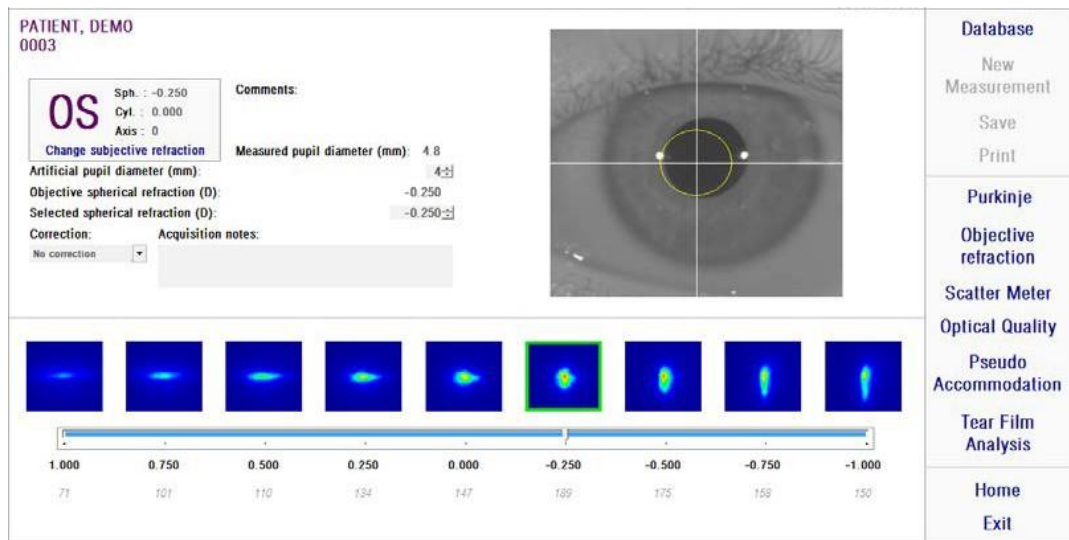 PATIENT, DEMO
0003
OS
Sph. : -0.250
Cyl. : 0.000
Axis : 0
Change subjective refraction
Comments:
Measured pupil diameter (mm): 4.8
Artificial pupil diameter (mm): 4
Objective spherical refraction (D): -0.250
Selected spherical refraction (D): -0.250
Correction: Acquisition notes:
No correction
1.000 0.750 0.500 0.250 0.000 -0.250 -0.500 -0.750 -1.000
71 101 110 134 147 189 175 158 150
Database
New
Measurement
Save
Print
Purkinje
Objective
refraction
Scatter Meter
Optical Quality
Pseudo
Accommodation
Tear Film
Analysis
Home
Exit